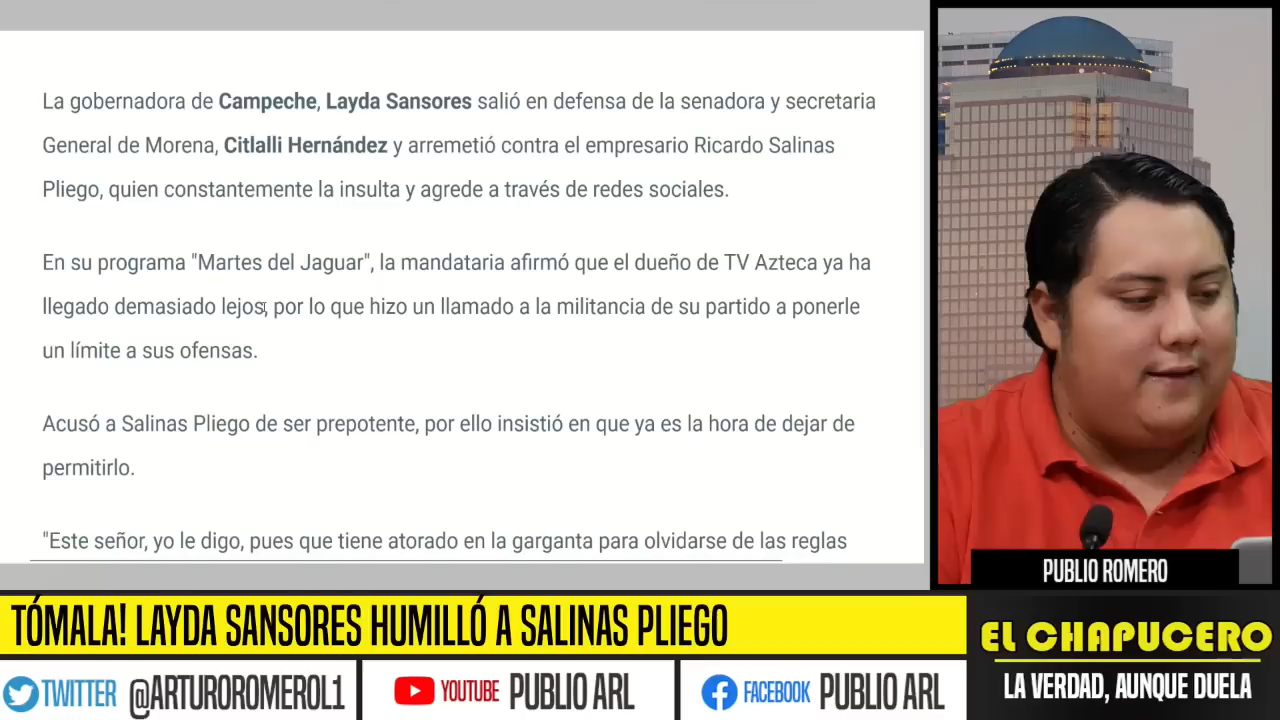 La gobernadora de Campeche, Layda Sansores salió en defensa de la senadora y secretaria
General de Morena, Citlalli Hernández y arremetió contra el empresario Ricardo Salinas
Pliego, quien constantemente la insulta y agrede a través de redes sociales.
En su programa "Martes del Jaguar", la mandataria afirmó que el dueño de TV Azteca ya ha
llegado demasiado lejos, por lo que hizo un llamado a la militancia de su partido a ponerle
un límite a sus ofensas.
Acusó a Salinas Pliego de ser prepotente, por ello insistió en que ya es la hora de dejar de
permitirlo.
"Este señor, yo le digo, pues que tiene atorado en la garganta para olvidarse de las reglas
PUBLIO ROMERO
TÓMALA! LAYDA SANSORES HUMILLÓ A SALINAS PLIEGO
EL CHAPUCERO
LA VERDAD, AUNQUE DUELA
TWITTER @ARTUROROMEROL1
YOUTUBE PUBLIO ARL
FACEBOOK PUBLIO ARL